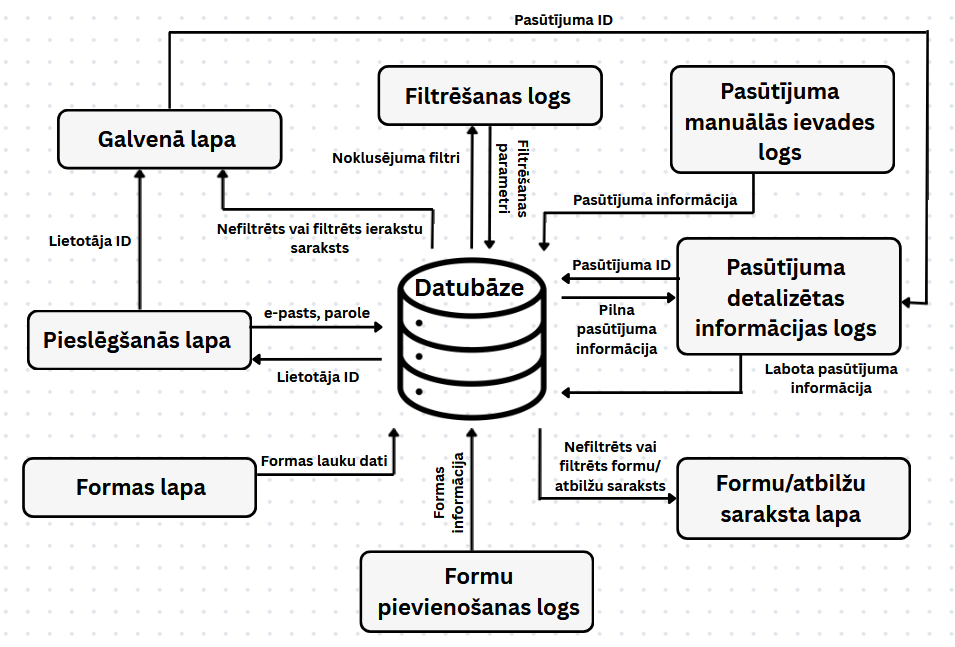 Pasūtījuma ID
Filtrēšanas logs
Pasūtījuma
manuālās ievades
logs
Galvenā lapa
Noklusējuma filtri
Filtrēšanas
parametri
Pasūtījuma informācija
Nefiltrēts vai filtrēts ierakstu
saraksts
Lietotāja ID
Pasūtījuma ID
Pasūtījuma
detalizētas
informācijas logs
Datubāze
Pilna
pasūtījuma
informācija
e-pasts, parole
Pieslēgšanās lapa
Lietotāja ID
Labota pasūtījuma
informācija
Formas lauku dati
Formas lapa
Formas
informācija
Nefiltrēts vai
filtrēts formu/
atbilžu saraksts
Formu/atbilžu
saraksta lapa
Formu
pievienošanas logs